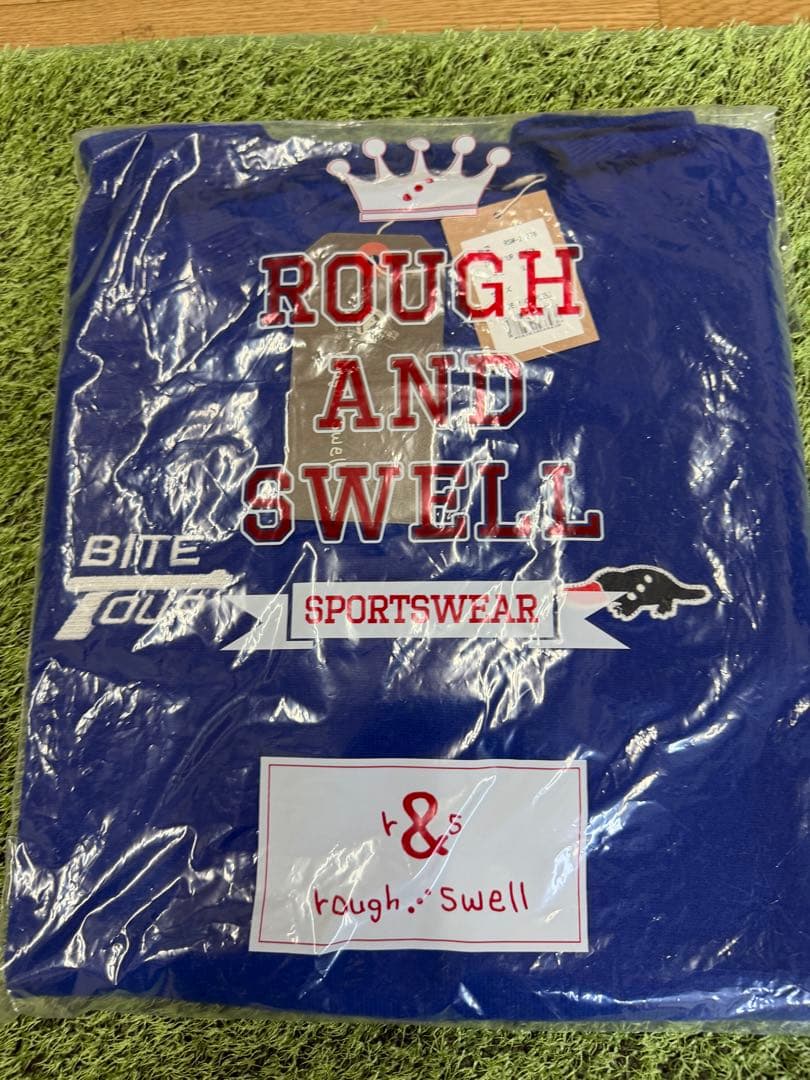 ROUGH
AND
SWELL
BITE
Tour
SPORTSWEAR
r&s
rough swell